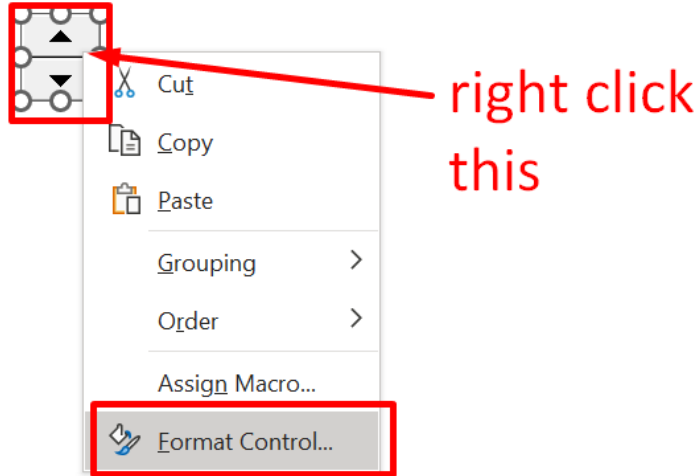 Cut
right click
Copy
this
Paste
Grouping
Order
Assign Macro...
Format Control...